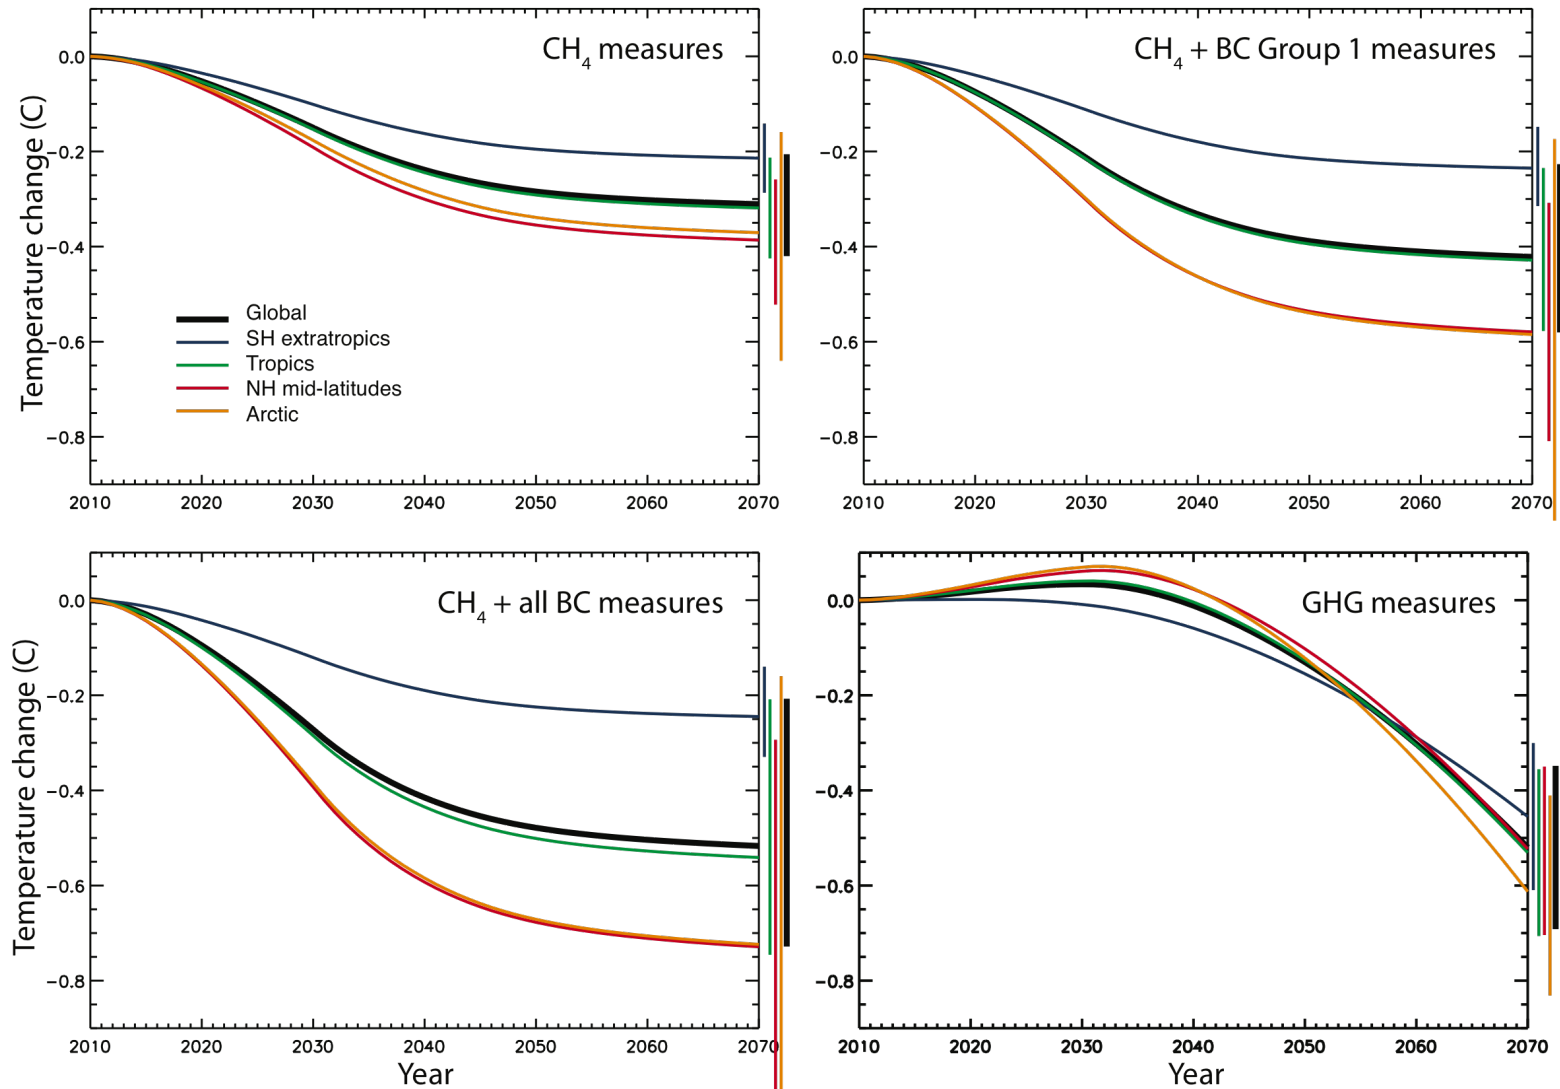 CH4 measures
Temperature change (C)
0.0
−0.2
−0.4
−0.6
−0.8
Global
SH extratropics
Tropics
NH mid-latitudes
Arctic
2010 2020 2030 2040 2050 2060 2070
CH4 + BC Group 1 measures
0.0
−0.2
−0.4
−0.6
−0.8
2010 2020 2030 2040 2050 2060 2070
CH4 + all BC measures
Temperature change (C)
0.0
−0.2
−0.4
−0.6
−0.8
2010 2020 2030 2040 2050 2060 2070
Year
GHG measures
0.0
−0.2
−0.4
−0.6
−0.8
2010 2020 2030 2040 2050 2060 2070
Year